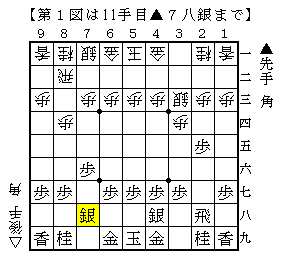 【第１図は11手目▲７八銀まで】
９ ８ ７ ６ ５ ４ ３ ２ １
香 桂 銀 金 玉 金 桂 香 一
飛 二
歩 歩 歩 歩 歩 銀 歩 歩 三
歩 歩 四
歩 五
歩 六
歩 歩 歩 歩 歩 歩 歩 七
銀 銀 飛 八
香 桂 金 玉 金 桂 香 九
▲先手 角
△後手 角